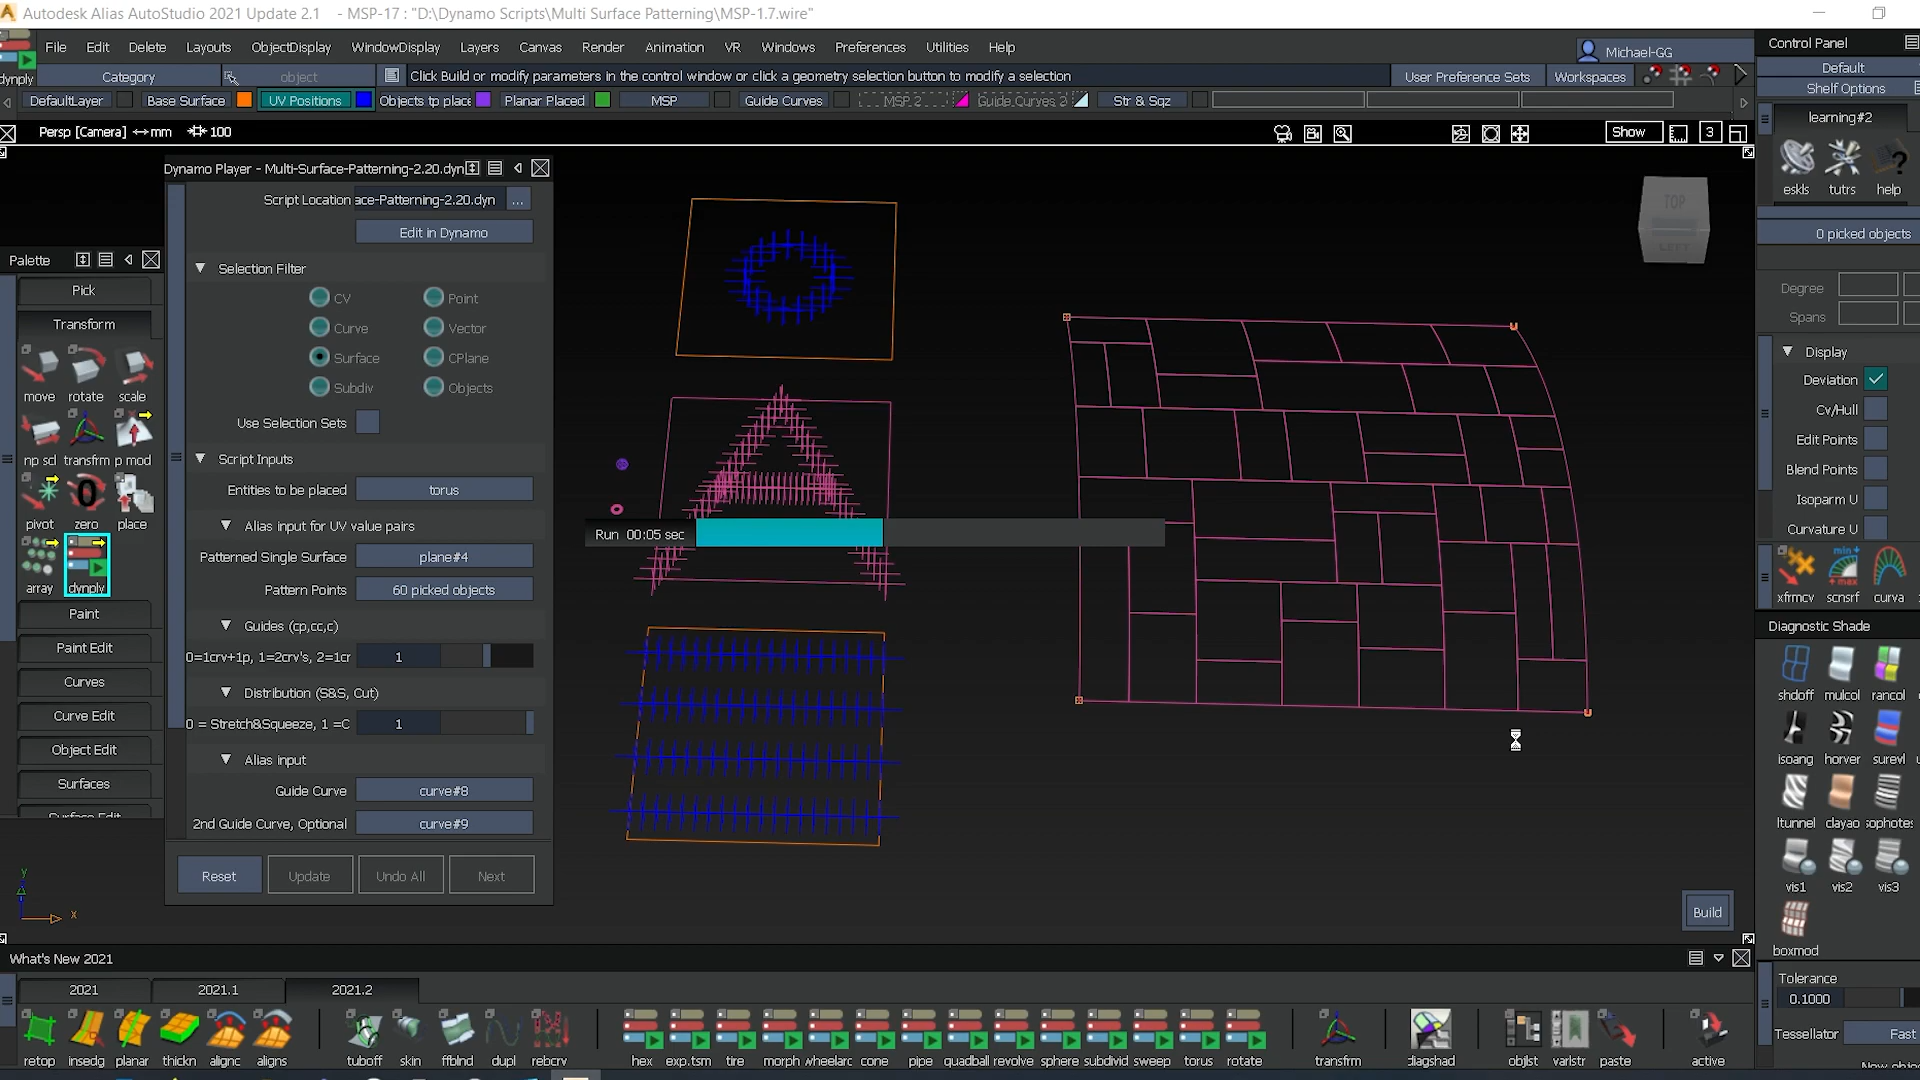 Autodesk Alias AutoStudio 2021 Update 2.1 - MSP-17 : "D:\Dynamo Scripts\Multi Surface Patterning\MSP-1.7.wire"
File Edit Delete Layouts ObjectDisplay WindowDisplay Layers Canvas Render Animation VR Windows Preferences Utilities Help
Michael-GG
Control Panel
dynply
Category
object
Click Build or modify parameters in the control window or click a geometry selection button to modify a selection
User Preference Sets
Workspaces
Default
Shelf Options
DefaultLayer
Base Surface
UV Positions
Objects tp place
Planar Placed
MSP
Guide Curves
MSP 2
Guide_Curves 2
Str & Sqz
learning#2
Persp [Camera] mm 100
Show
3
eskls tutrs help
0 picked objects
TOP
LEFT
Dynamo Player - Multi-Surface-Patterning-2.20.dyn
Script Location ace-Patterning-2.20.dyn ...
Edit in Dynamo
Selection Filter
CV Point
Curve Vector
Surface CPlane
Subdiv Objects
Use Selection Sets
Script Inputs
Entities to be placed torus
Alias input for UV value pairs
Patterned Single Surface plane#4
Pattern Points 60 picked objects
Guides (cp,cc,c)
0=1crv+1p, 1=2crv's, 2=1cr 1
Distribution (S&S, Cut)
0 = Stretch&Squeeze, 1 =C 1
Alias input
Guide Curve curve#8
2nd Guide Curve, Optional curve#9
Reset Update Undo All Next
Palette
Pick
Transform
move rotate scale
np scl transfrm p mod
pivot zero place
array dynply
Paint
Paint Edit
Curves
Curve Edit
Object Edit
Surfaces
Surface Edit
Run 00:05 sec
Build
y
x
Degree
Spans
Display
Deviation
Cv/Hull
Edit Points
Blend Points
Isoparm U
Curvature U
xfrmcv scnsrf curva
Diagnostic Shade
shdoff mulcol rancol
isoang horver surevl
ltunnel clayao sophotes
vis1 vis2 vis3
boxmod
Tolerance
0.1000
Tessellator Fast
What's New 2021
2021 2021.1 2021.2
retop insedg planar thickn alignc aligns tuboff skin ffblnd dupl rebcrv hex exp.tsm tire morph wheelarc cone pipe quadball revolve sphere subdivid sweep torus rotate transfrm diagshad objlst varlstr paste active